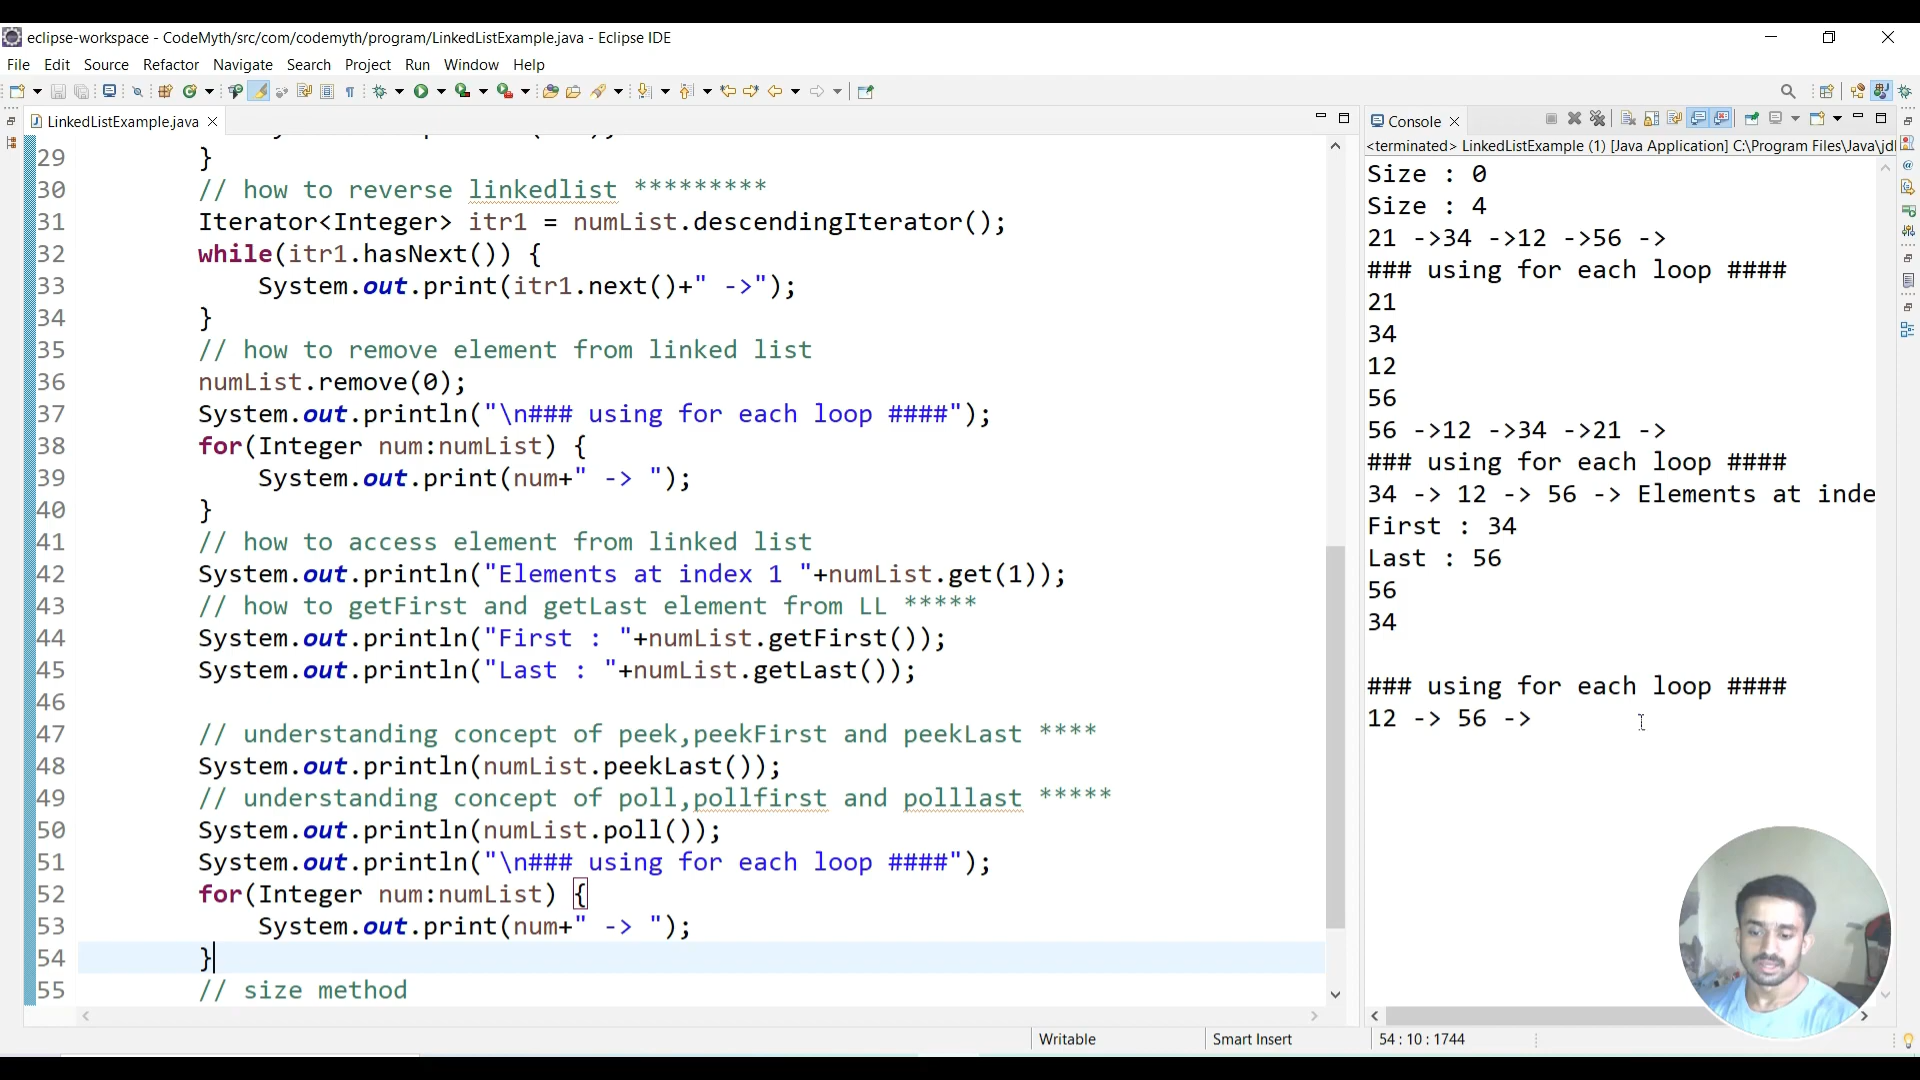 eclipse-workspace - CodeMyth/src/com/codemyth/program/LinkedListExample.java - Eclipse IDE
File Edit Source Refactor Navigate Search Project Run Window Help
LinkedListExample.java
29 }
30 // how to reverse linkedlist *********
31 Iterator<Integer> itr1 = numList.descendingIterator();
32 while(itr1.hasNext()) {
33 System.out.print(itr1.next()+" ->");
34 }
35 // how to remove element from linked list
36 numList.remove(0);
37 System.out.println("\n### using for each loop ####");
38 for(Integer num:numList) {
39 System.out.print(num+" -> ");
40 }
41 // how to access element from linked list
42 System.out.println("Elements at index 1 "+numList.get(1));
43 // how to getFirst and getLast element from LL *****
44 System.out.println("First : "+numList.getFirst());
45 System.out.println("Last : "+numList.getLast());
46
47 // understanding concept of peek,peekFirst and peekLast ****
48 System.out.println(numList.peekLast());
49 // understanding concept of poll,pollfirst and polllast *****
50 System.out.println(numList.poll());
51 System.out.println("\n### using for each loop ####");
52 for(Integer num:numList) {
53 System.out.print(num+" -> ");
54 }
55 // size method
Console
<terminated> LinkedListExample (1) [Java Application] C:\Program Files\Java\jd
Size : 0
Size : 4
21 ->34 ->12 ->56 ->
### using for each loop ####
21
34
12
56
56 ->12 ->34 ->21 ->
### using for each loop ####
34 -> 12 -> 56 -> Elements at inde
First : 34
Last : 56
56
34
### using for each loop ####
12 -> 56 ->
Writable Smart Insert 54 : 10 : 1744